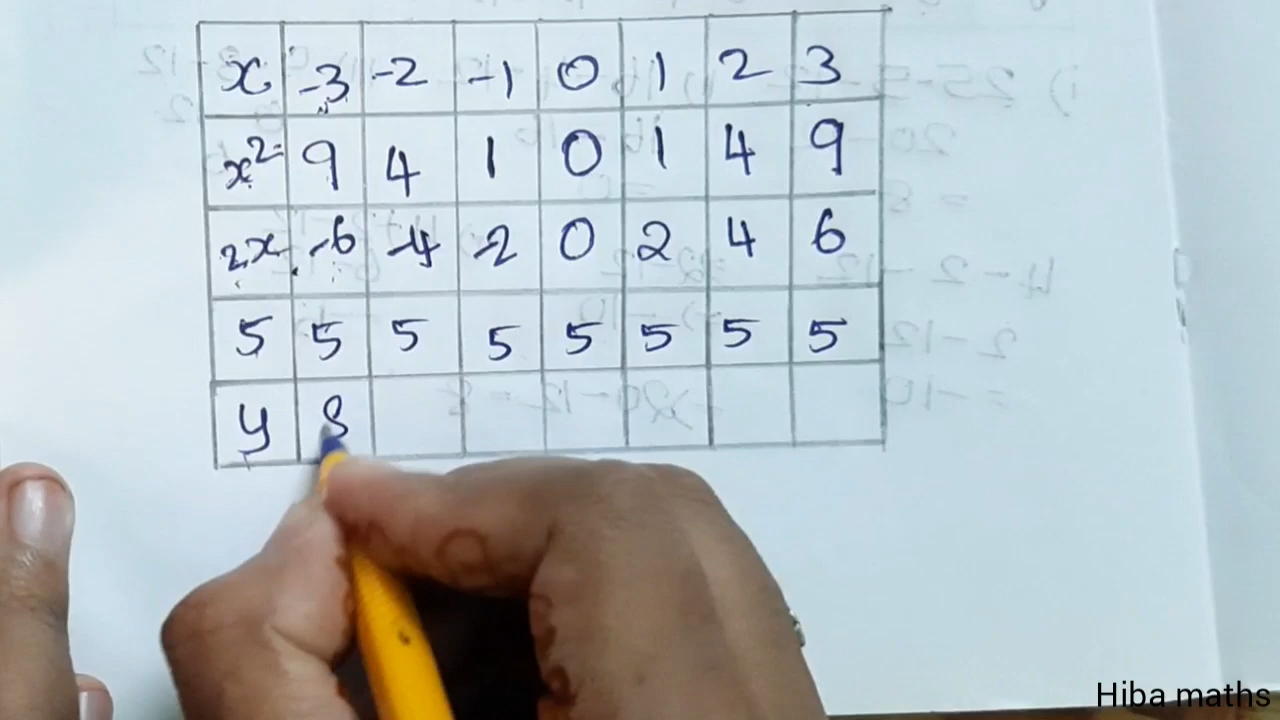 x -3 -2 -1 0 1 2 3
x² 9 4 1 0 1 4 9
2x -6 -4 -2 0 2 4 6
5 5 5 5 5 5 5 5
y 8
Hiba maths